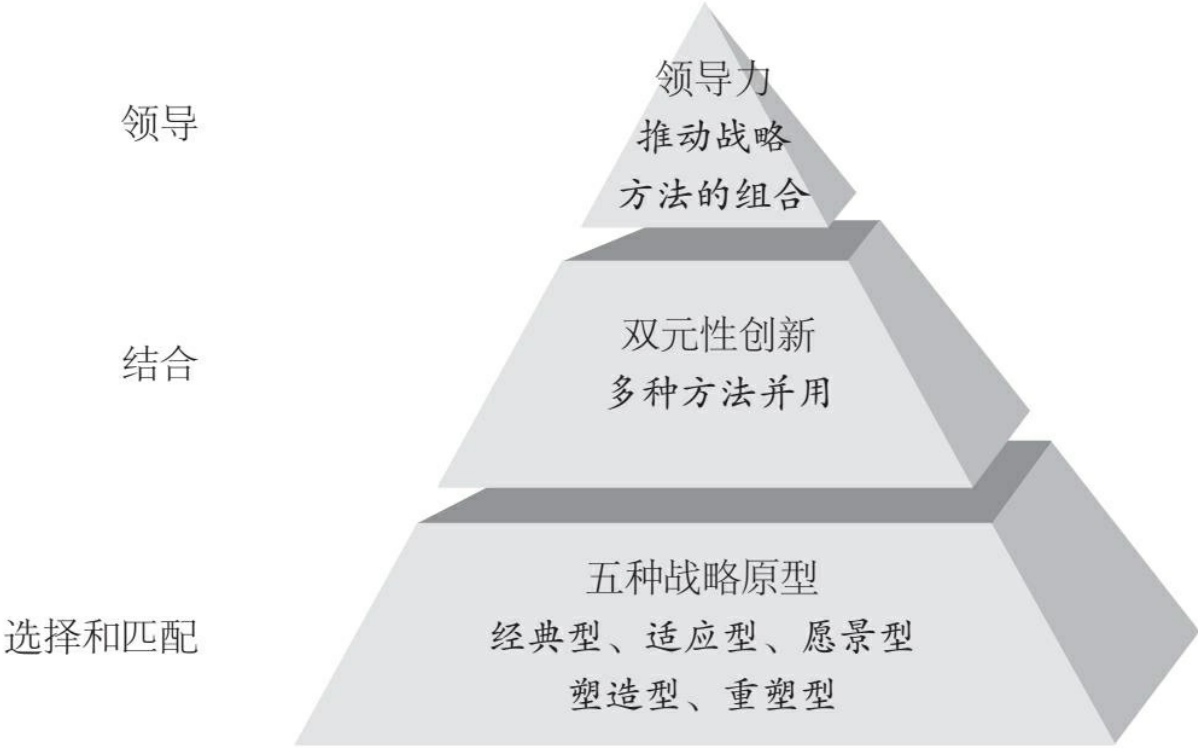 领导
领导力
推动战略
方法的组合
结合
双元性创新
多种方法并用
选择和匹配
五种战略原型
经典型、适应型、愿景型
塑造型、重塑型